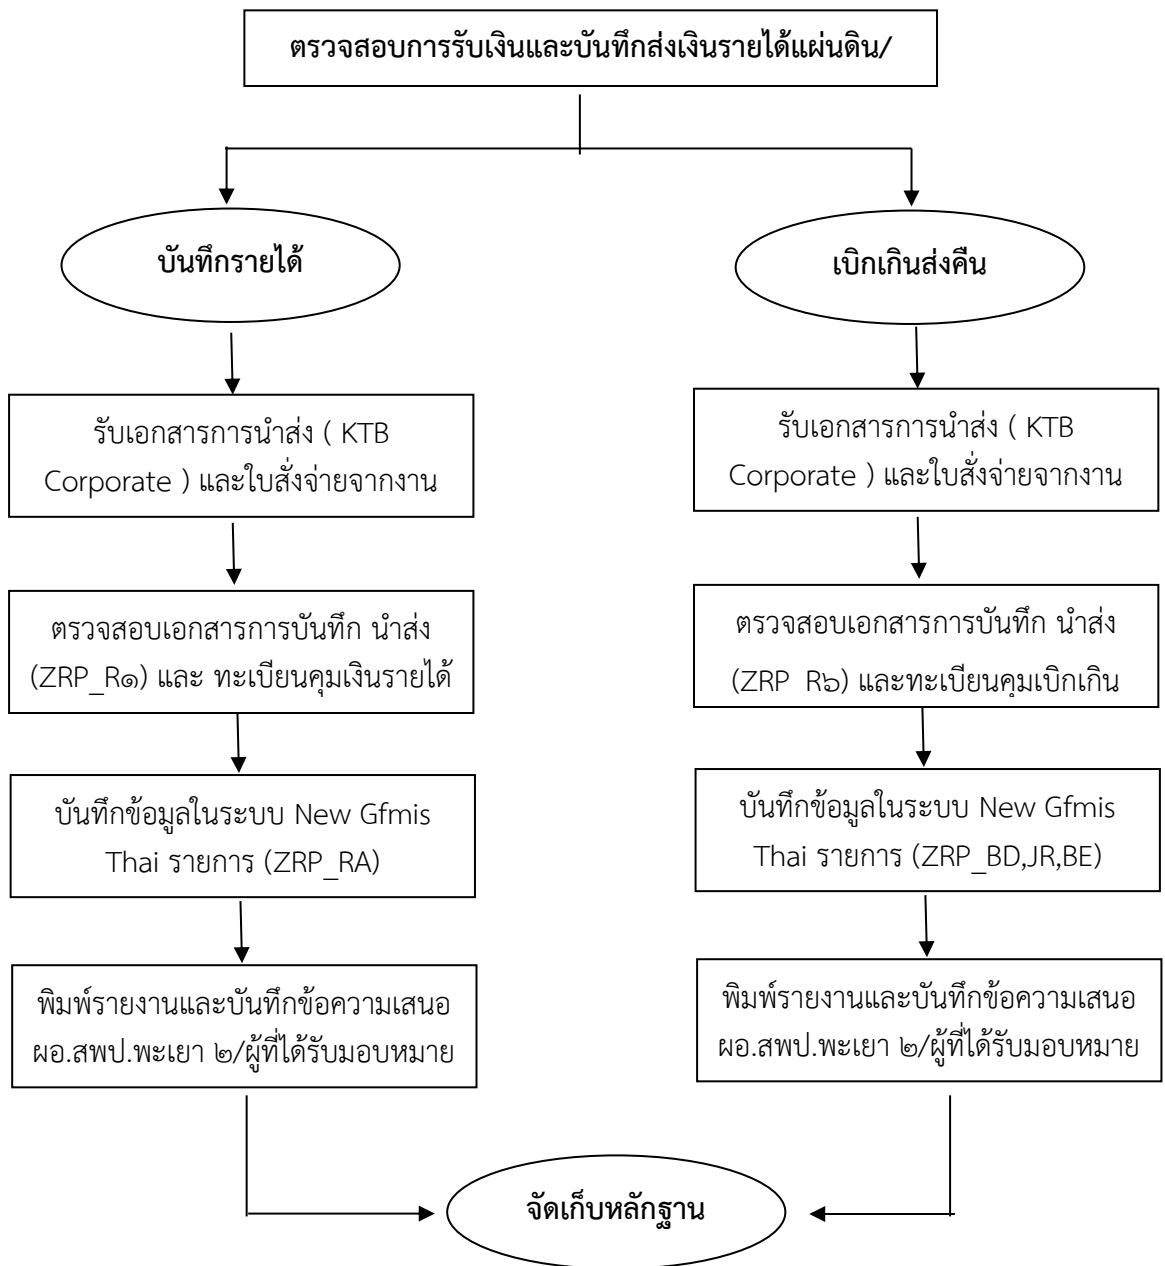 ตรวจสอบการรับเงินและบันทึกส่งเงินรายได้แผ่นดิน/
บันทึกรายได้
รับเอกสารการนำส่ง ( KTB
Corporate ) และใบสั่งจ่ายจากงาน
ตรวจสอบเอกสารการบันทึก นำส่ง
(ZRP_R๑) และ ทะเบียนคุมเงินรายได้
บันทึกข้อมูลในระบบ New Gfmis
Thai รายการ (ZRP_RA)
พิมพ์รายงานและบันทึกข้อความเสนอ
ผอ.สพป.พะเยา ๒/ผู้ที่ได้รับมอบหมาย
เบิกเกินส่งคืน
รับเอกสารการนำส่ง ( KTB
Corporate ) และใบสั่งจ่ายจากงาน
ตรวจสอบเอกสารการบันทึก นำส่ง
(ZRP_R๖) และทะเบียนคุมเบิกเกิน
บันทึกข้อมูลในระบบ New Gfmis
Thai รายการ (ZRP_BD,JR,BE)
พิมพ์รายงานและบันทึกข้อความเสนอ
ผอ.สพป.พะเยา ๒/ผู้ที่ได้รับมอบหมาย
จัดเก็บหลักฐาน